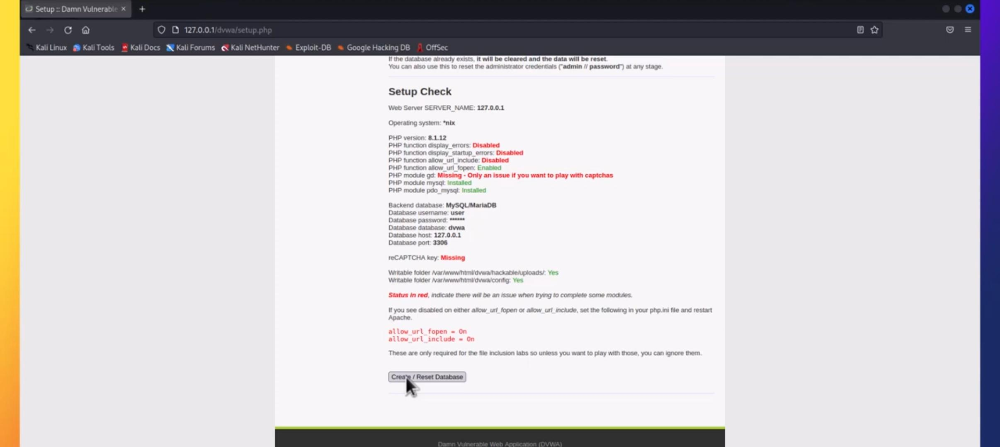 Setup :: Damn Vulnerable
127.0.0.1/dvwa/setup.php
Kali Linux Kali Tools Kali Docs Kali Forums Kali NetHunter Exploit-DB Google Hacking DB OffSec
If the database already exists, it will be cleared and the data will be reset.
You can also use this to reset the administrator credentials ("admin // password") at any stage.
Setup Check
Web Server SERVER_NAME: 127.0.0.1
Operating system: *nix
PHP version: 8.1.12
PHP function display_errors: Disabled
PHP function display_startup_errors: Disabled
PHP function allow_url_include: Disabled
PHP function allow_url_fopen: Enabled
PHP module gd: Missing - Only an issue if you want to play with captchas
PHP module mysql: Installed
PHP module pdo_mysql: Installed
Backend database: MySQL/MariaDB
Database username: user
Database password: ******
Database database: dvwa
Database host: 127.0.0.1
Database port: 3306
reCAPTCHA key: Missing
Writable folder /var/www/html/dvwa/hackable/uploads/: Yes
Writable folder /var/www/html/dvwa/config: Yes
Status in red, indicate there will be an issue when trying to complete some modules.
If you see disabled on either allow_url_fopen or allow_url_include, set the following in your php.ini file and restart
Apache.
allow_url_fopen = On
allow_url_include = On
These are only required for the file inclusion labs so unless you want to play with those, you can ignore them.
Create / Reset Database
Damn Vulnerable Web Application (DVWA)